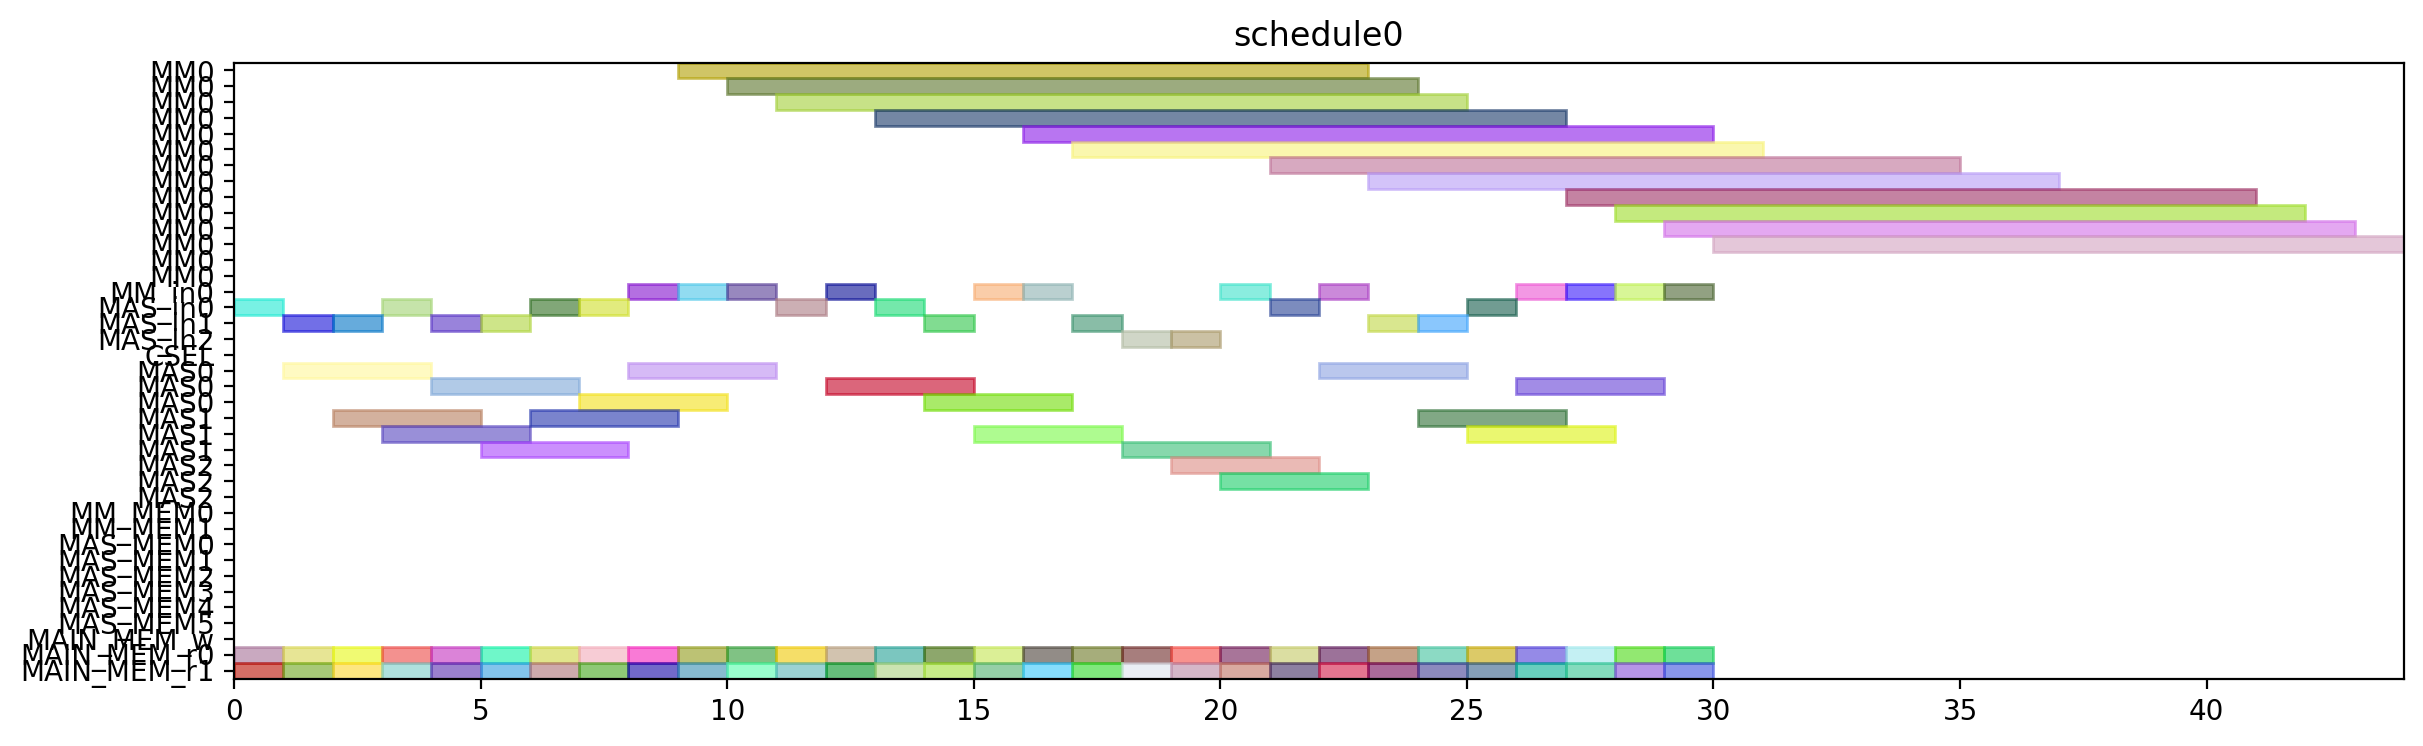 schedule0
MM0
MM0
MM0
MM0
MM0
MM0
MM0
MM0
MM0
MM0
MM0
MM0
MM0
MM0
MM_in0
MAS_in0
MAS_in1
MAS_in2
CSEL
MAS0
MAS0
MAS0
MAS1
MAS1
MAS1
MAS2
MAS2
MAS2
MM_MEM0
MM_MEM1
MAS_MEM0
MAS_MEM1
MAS_MEM2
MAS_MEM3
MAS_MEM4
MAS_MEM5
MAIN_MEM_w
MAIN_MEM_r0
MAIN_MEM_r1
0 5 10 15 20 25 30 35 40